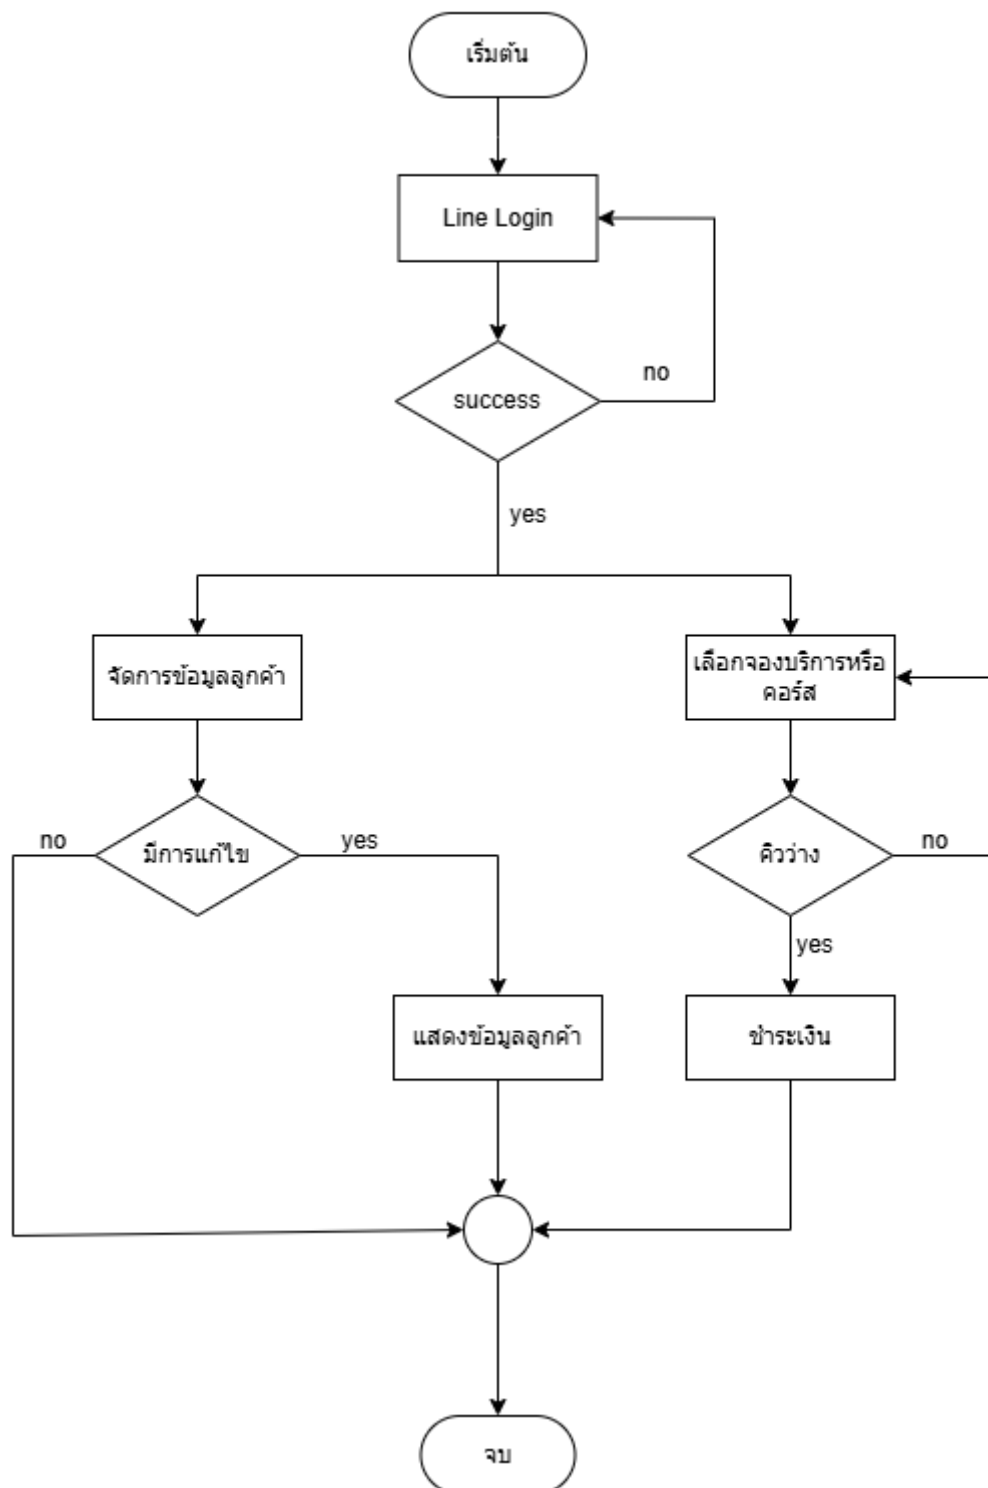 เริ่มต้น
Line Login
success
no
yes
จัดการข้อมูลลูกค้า
เลือกจองบริการหรือ
คอร์ส
no
มีการแก้ไข
yes
คิวว่าง
no
yes
แสดงข้อมูลลูกค้า
ชำระเงิน
จบ